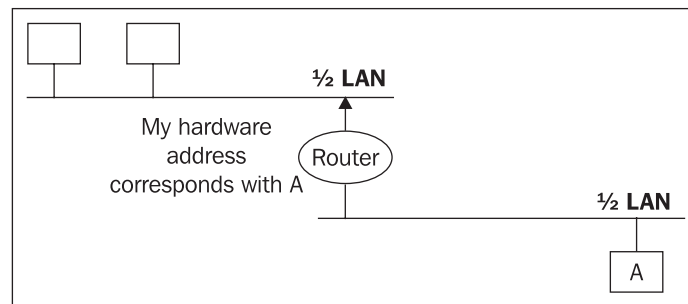 ½ LAN
My hardware
address
corresponds with A
Router
½ LAN
A